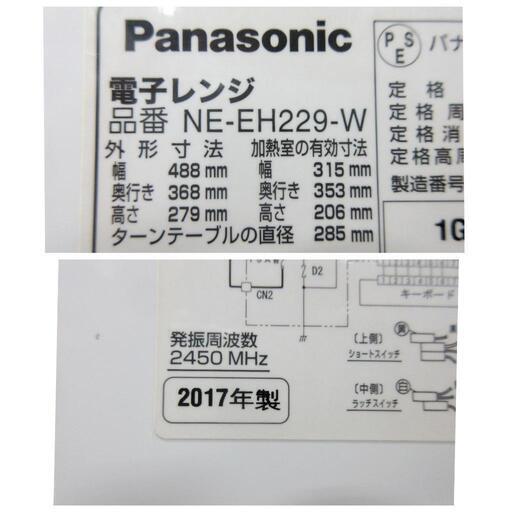 Panasonic
電子レンジ
品番 NE-EH229-W
外形寸法 加熱室の有効寸法
幅 488 mm 幅 315 mm
奥行き 368 mm 奥行き 353 mm
高さ 279 mm 高さ 206 mm
ターンテーブルの直径 285 mm
PSE パナ
定格
定格周
定格消
定格高周
製造番号
1G
D2
CN2
キーボード
発振周波数
2450 MHz
2017年製
(上側) 黄
ショートスイッチ
(中側) 白
ラッチスイッチ